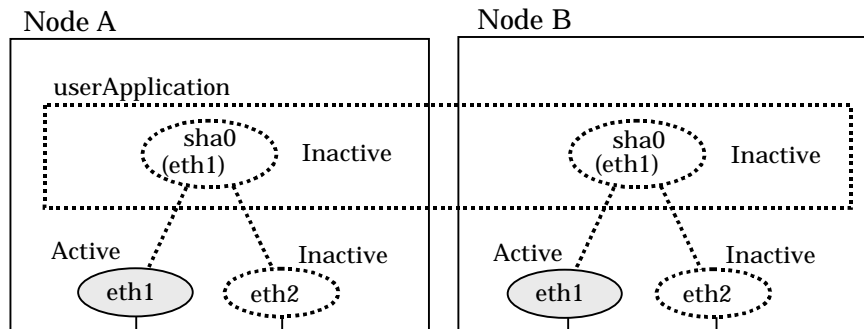 Node A
Node B
userApplication
sha0
(eth1)
Inactive
sha0
(eth1)
Inactive
Active
Inactive
Active
Inactive
eth1
eth2
eth1
eth2